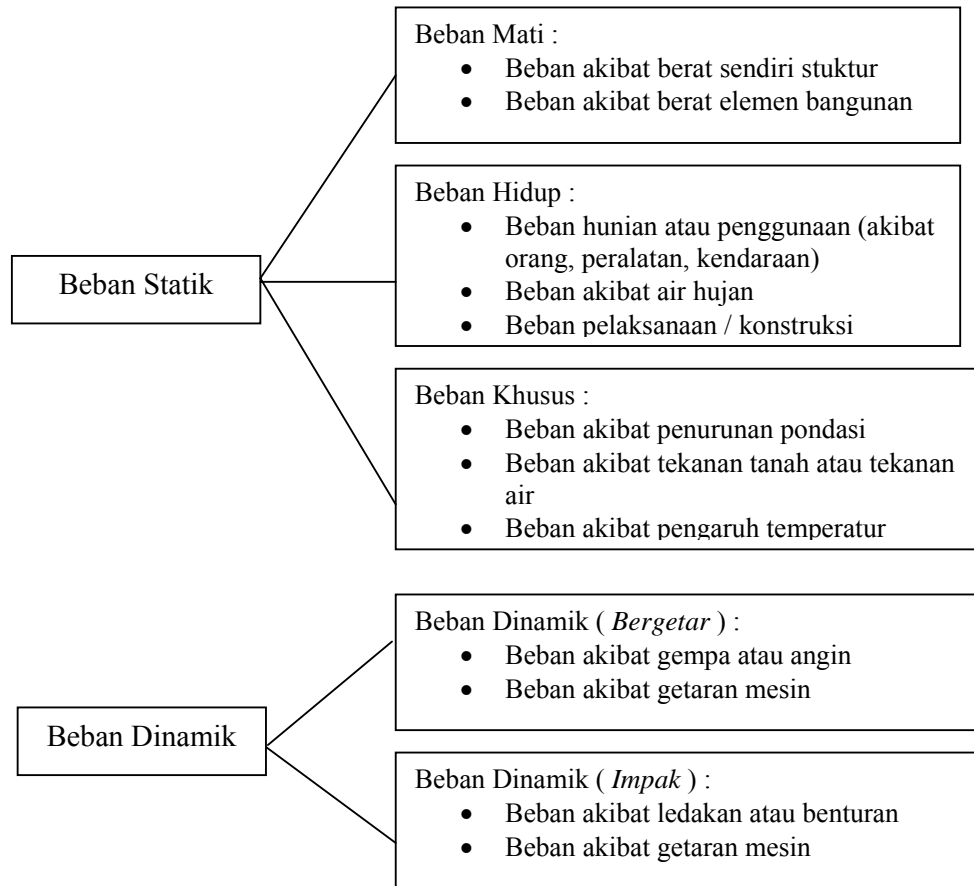 Beban Mati :
• Beban akibat berat sendiri stuktur
• Beban akibat berat elemen bangunan
Beban Statik
Beban Hidup :
• Beban hunian atau penggunaan (akibat
orang, peralatan, kendaraan)
• Beban akibat air hujan
• Beban pelaksanaan / konstruksi
Beban Khusus :
• Beban akibat penurunan pondasi
• Beban akibat tekanan tanah atau tekanan
air
• Beban akibat pengaruh temperatur
Beban Dinamik
Beban Dinamik ( Bergetar ) :
• Beban akibat gempa atau angin
• Beban akibat getaran mesin
Beban Dinamik ( Impak ) :
• Beban akibat ledakan atau benturan
• Beban akibat getaran mesin